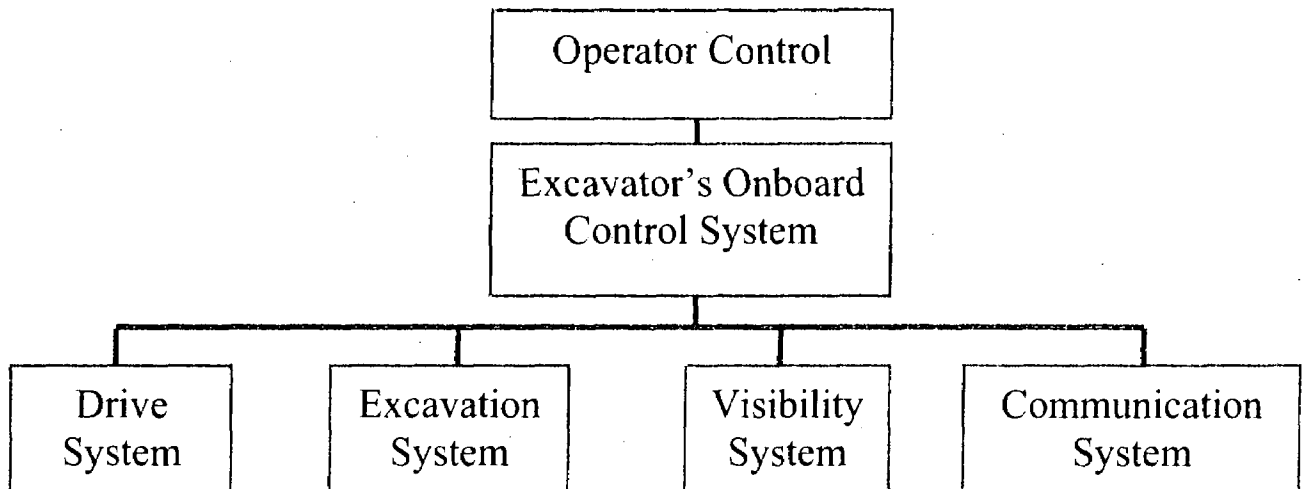 Operator Control
Excavator's Onboard
Control System
Drive
System
Excavation
System
Visibility
System
Communication
System